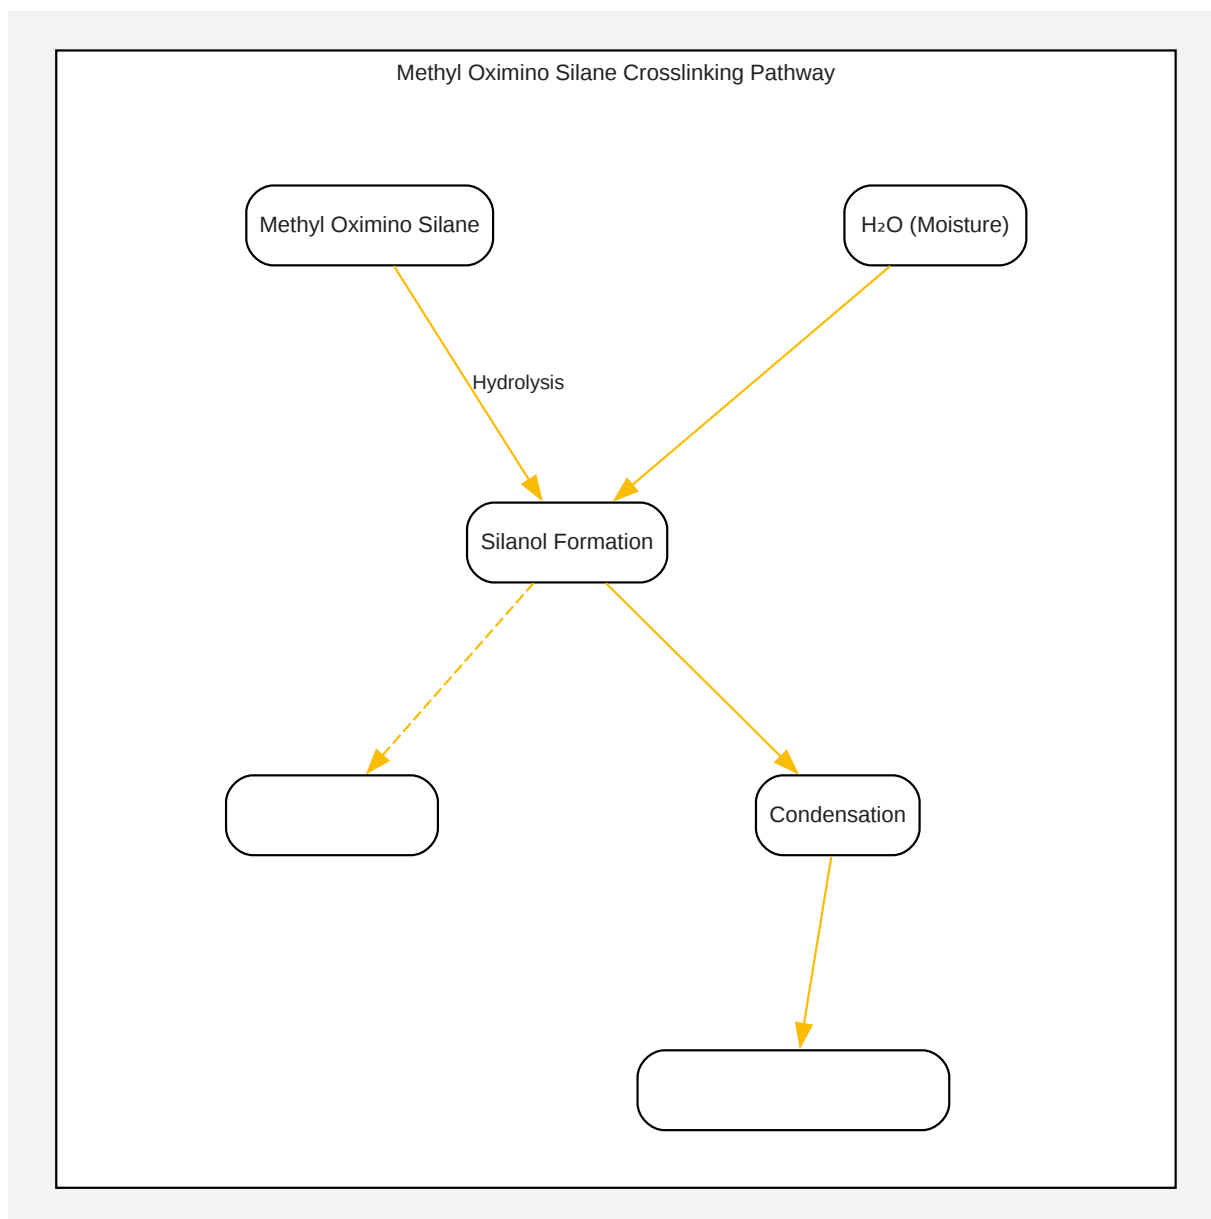 Methyl Oximino Silane Crosslinking Pathway
Methyl Oximino Silane
H₂O (Moisture)
Hydrolysis
Silanol Formation
Condensation